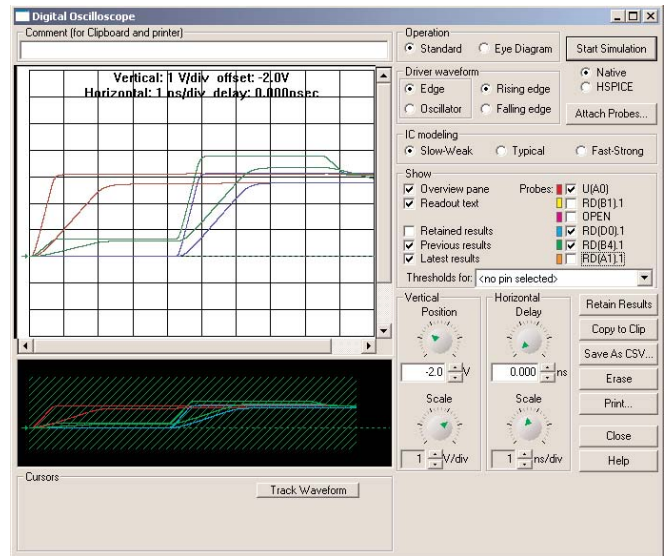 Digital Oscilloscope
Comment (for Clipboard and printer)
Vertical: 1 V/div offset: -2.0V
Horizontal: 1 ns/div delay: 0.000nsec
Cursors
Track Waveform
Operation
Standard Eye Diagram
Start Simulation
Driver waveform
Edge Rising edge
Oscillator Falling edge
Native
HSPICE
Attach Probes...
IC modeling
Slow-Weak Typical Fast-Strong
Show
Overview pane Probes: U(A0)
Readout text RD(B1).1
OPEN
Retained results RD(D0).1
Previous results RD(B4).1
Latest results RD(A1).1
Thresholds for: <no pin selected>
Vertical
Position
-2.0 V
Scale
1 V/div
Horizontal
Delay
0.000 ns
Scale
1 ns/div
Retain Results
Copy to Clip
Save As CSV...
Erase
Print...
Close
Help